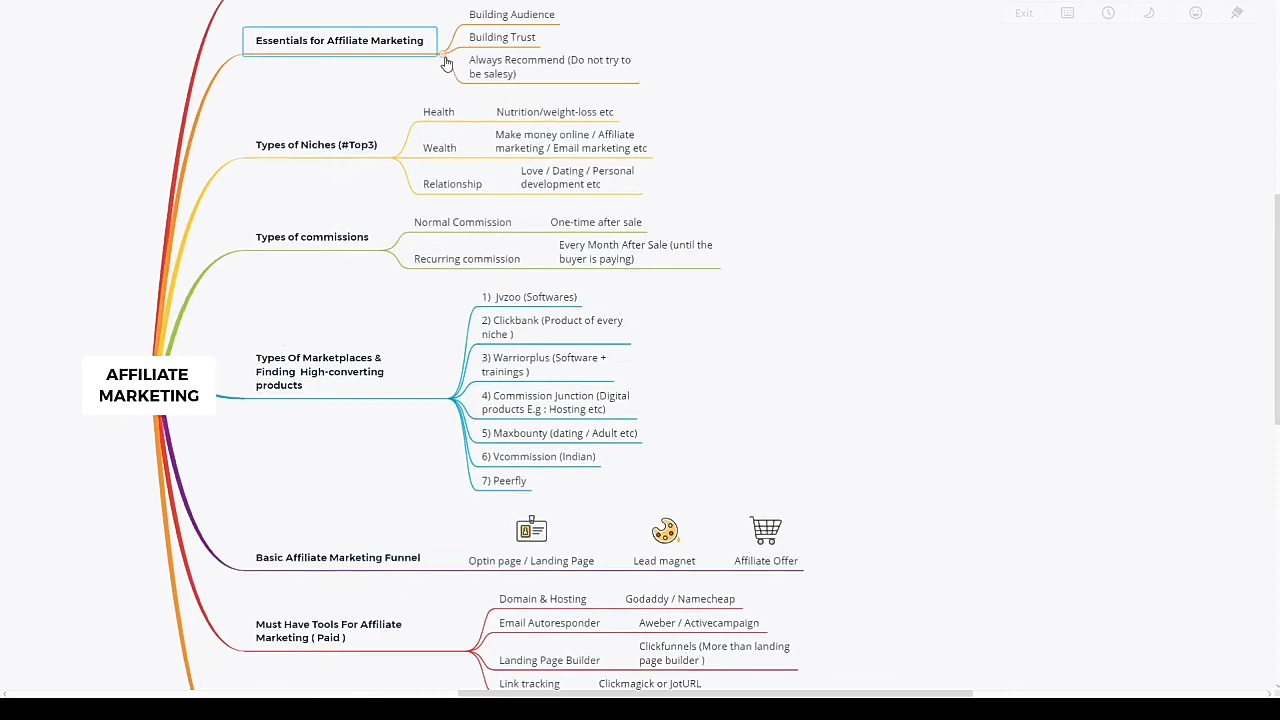 Exit
Building Audience
Essentials for Affiliate Marketing
Building Trust
Always Recommend (Do not try to
be salesy)
Health
Nutrition/weight-loss etc
Types of Niches (#Top3)
Make money online / Affiliate
Wealth
marketing / Email marketing etc
Love / Dating / Personal
Relationship
development etc
Normal Commission
One-time after sale
Types of commissions
Every Month After Sale (until the
Recurring commission
buyer is paying)
1)  Jvzoo (Softwares)
2) Clickbank (Product of every
niche )
Types Of Marketplaces &
Finding  High-converting
products
3) Warriorplus (Software +
trainings )
AFFILIATE
MARKETING
4) Commission Junction (Digital
products E.g : Hosting etc)
5) Maxbounty (dating / Adult etc)
6) Vcommission (Indian)
7) Peerfly
Basic Affiliate Marketing Funnel
Optin page / Landing Page
Lead magnet
Affiliate Offer
Domain & Hosting
Godaddy / Namecheap
Must Have Tools For Affiliate
Marketing ( Paid )
Email Autoresponder
Aweber / Activecampaign
Clickfunnels (More than landing
Landing Page Builder
page builder )
Link tracking
Clickmagick or JotURL